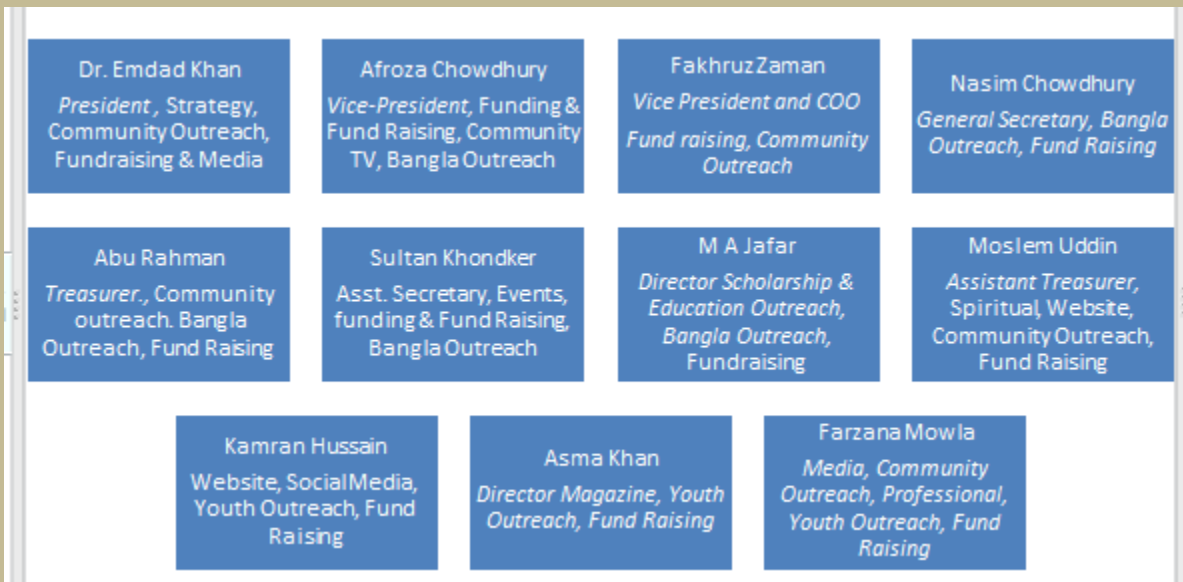 Dr. Emdad Khan
President , Strategy,
Community Outreach,
Fundraising & Media
Afroza Chowdhury
Vice-President, Funding &
Fund Raising, Community
TV, Bangla Outreach
Fakhruz Zaman
Vice President and COO
Fund raising, Community
Outreach
Nasim Chowdhury
General Secretary, Bangla
Outreach, Fund Raising
Abu Rahman
Treasurer., Community
outreach. Bangla
Outreach, Fund Raising
Sultan Khondker
Asst. Secretary, Events,
funding & Fund Raising,
Bangla Outreach
M A Jafar
Director Scholarship &
Education Outreach,
Bangla Outreach,
Fundraising
Moslem Uddin
Assistant Treasurer,
Spiritual, Website,
Community Outreach,
Fund Raising
Kamran Hussain
Website, Social Media,
Youth Outreach, Fund
Raising
Asma Khan
Director Magazine, Youth
Outreach, Fund Raising
Farzana Mowla
Media, Community
Outreach, Professional,
Youth Outreach, Fund
Raising